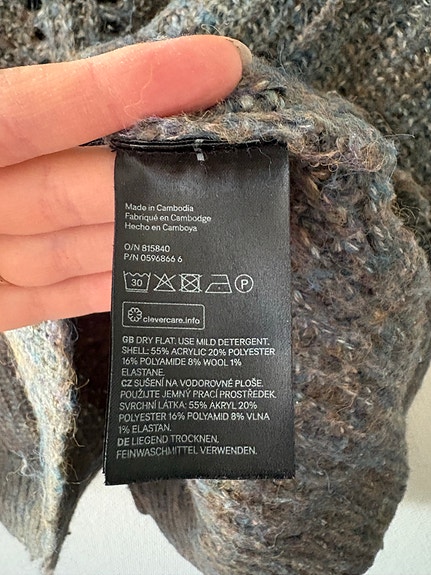 Made in Cambodia
Fabriqué en Cambodge
Hecho en Camboya
O/N 815840
P/N 0596866 6
30 P
clevercare.info
GB DRY FLAT. USE MILD DETERGENT.
SHELL: 55% ACRYLIC 20% POLYESTER
16% POLYAMIDE 8% WOOL 1%
ELASTANE.
CZ SUŠENÍ NA VODOROVNÉ PLOŠE.
POUŽIJTE JEMNÝ PRACÍ PROSTŘEDEK.
SVRCHNÍ LÁTKA: 55% AKRYL 20%
POLYESTER 16% POLYAMID 8% VLNA
1% ELASTAN.
DE LIEGEND TROCKNEN.
FEINWASCHMITTEL VERWENDEN.